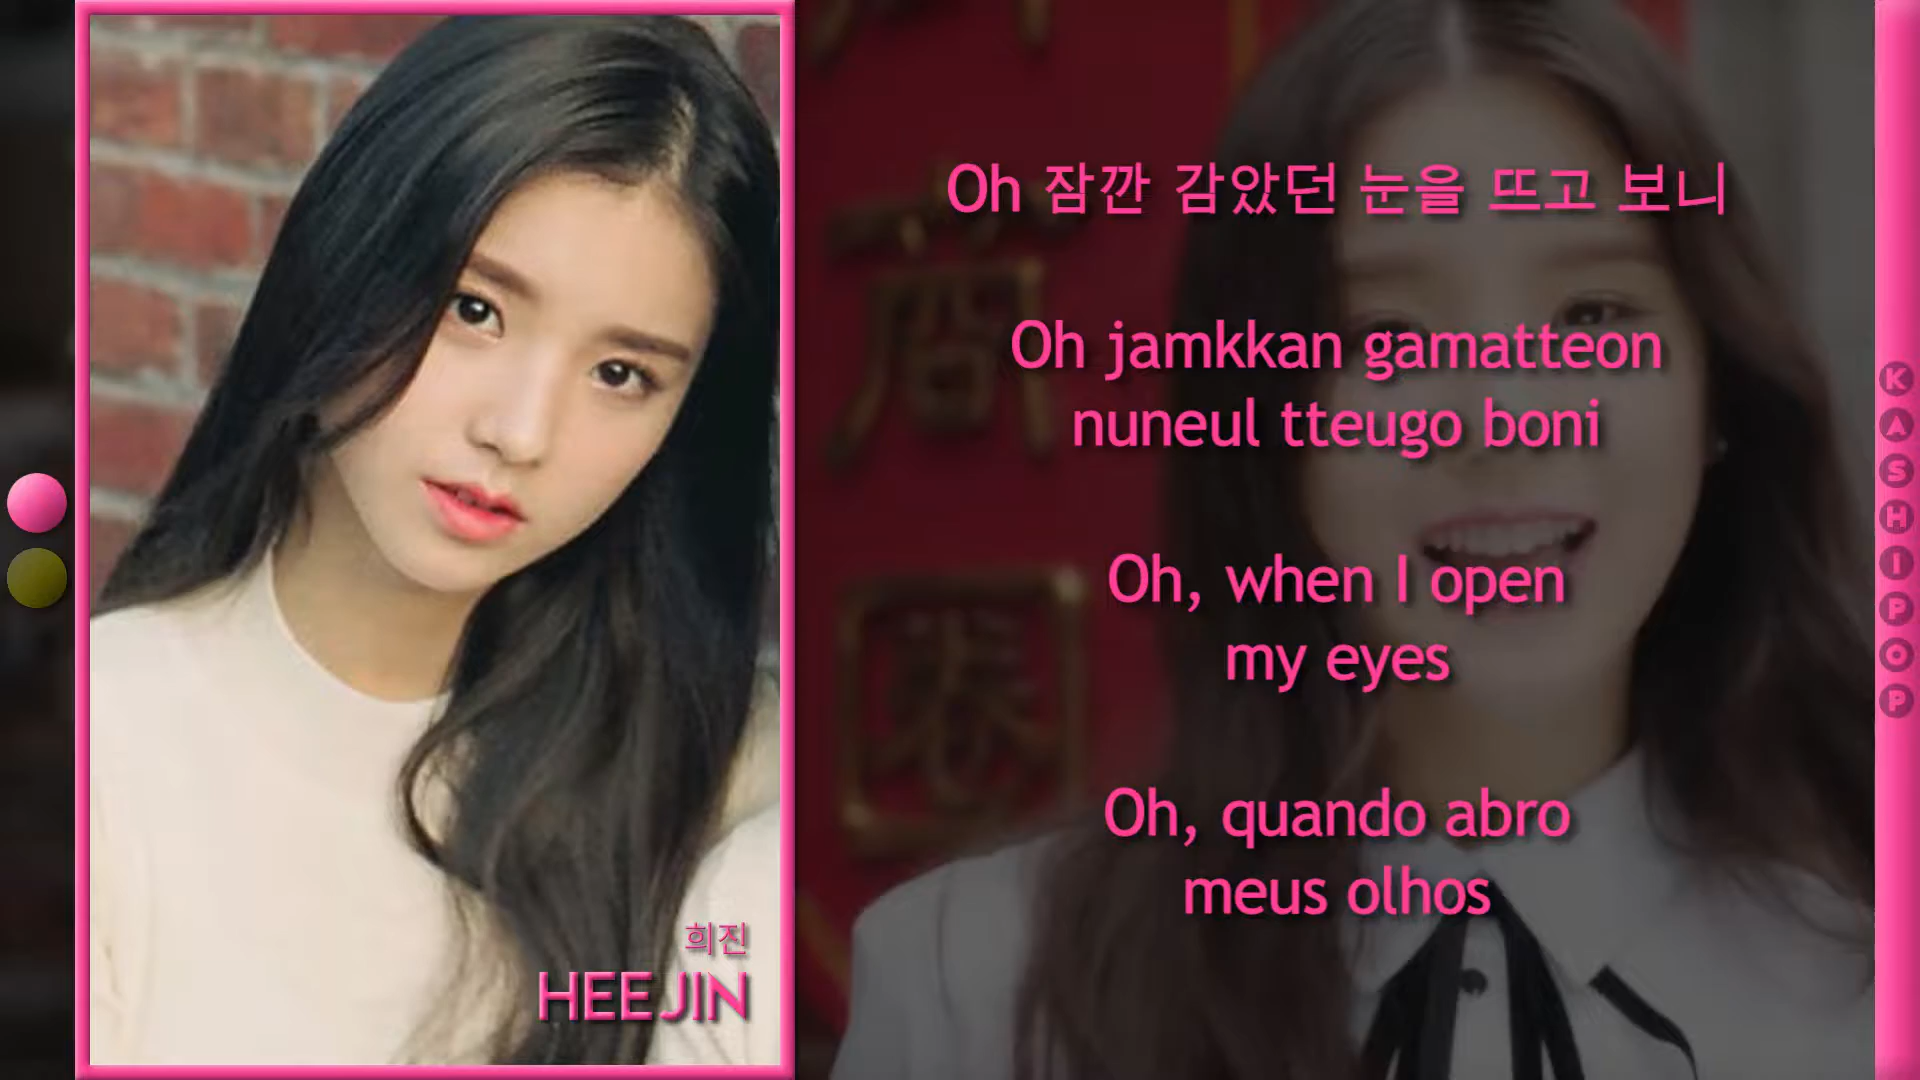 희진
HEEJIN
Oh 잠깐 감았던 눈을 뜨고 보니
Oh jamkkan gamatteon
nuneul tteugo boni
Oh, when I open
my eyes
Oh, quando abro
meus olhos
KASHIPOP